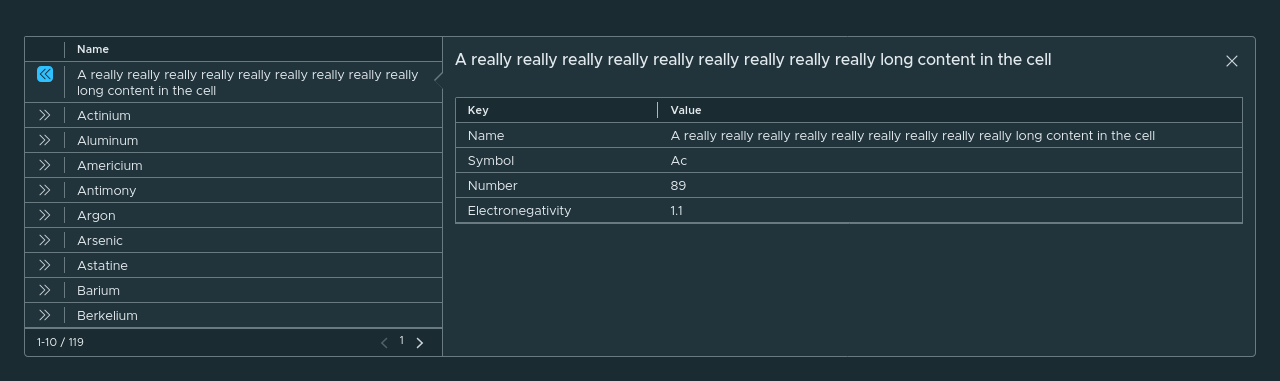 Name
A really really really really really really really really really
long content in the cell
Actinium
Aluminum
Americium
Antimony
Argon
Arsenic
Astatine
Barium
Berkelium
1-10 / 119
1
A really really really really really really really really really long content in the cell
Key Value
Name A really really really really really really really really really long content in the cell
Symbol Ac
Number 89
Electronegativity 1.1